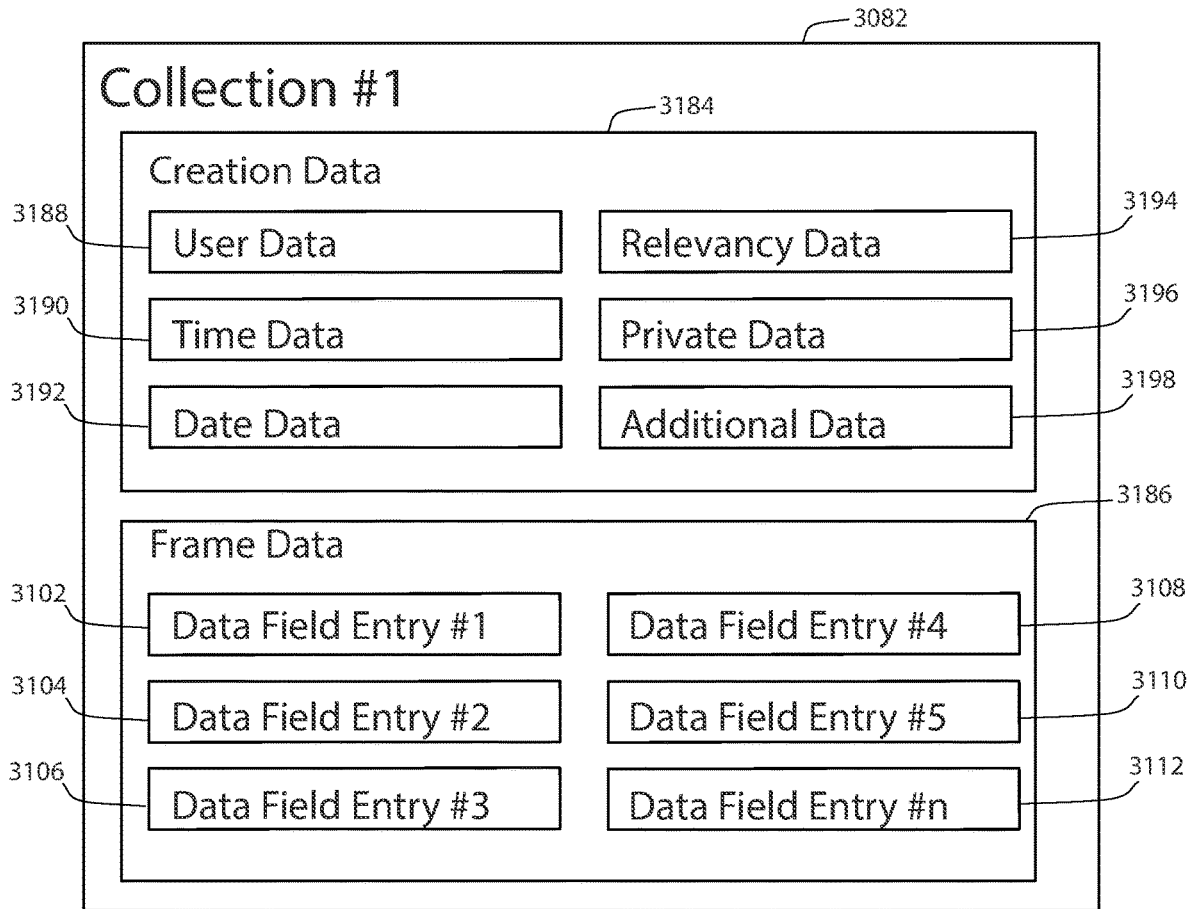 3082
Collection #1
3184
Creation Data
3188 User Data Relevancy Data 3194
3190 Time Data Private Data 3196
3192 Date Data Additional Data 3198
3186
Frame Data
3102 Data Field Entry #1 Data Field Entry #4 3108
3104 Data Field Entry #2 Data Field Entry #5 3110
3106 Data Field Entry #3 Data Field Entry #n 3112